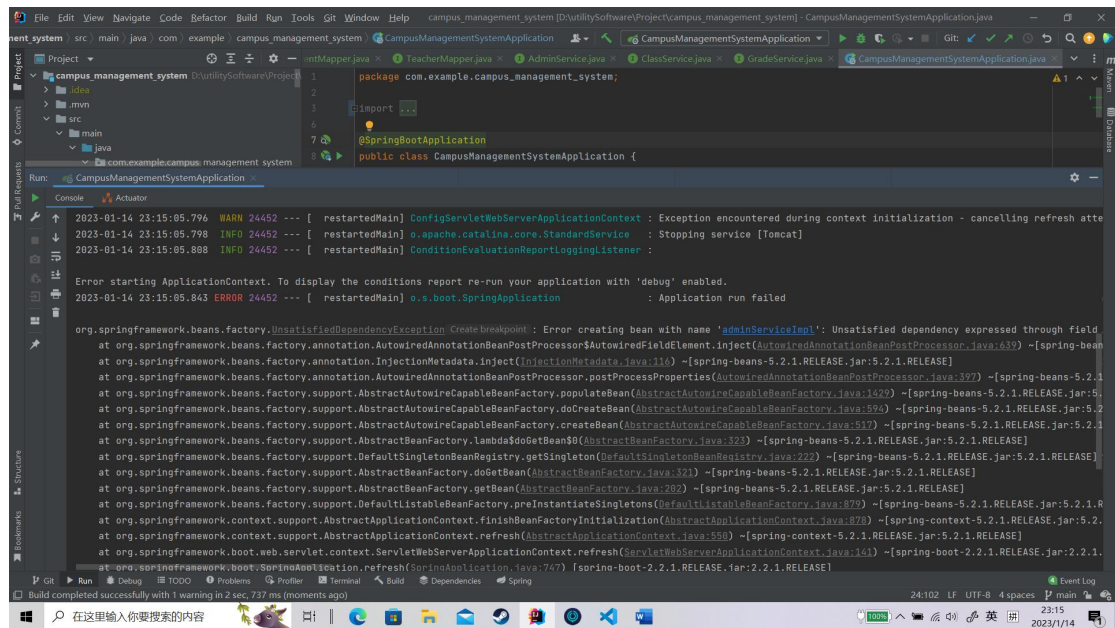 File Edit View Navigate Code Refactor Build Run Tools Git Window Help campus_management_system [D:\utilitySoftware\Project\campus_management_system] - CampusManagementSystemApplication.java
nent_system src main java com example campus_management_system CampusManagementSystemApplication CampusManagementSystemApplication Git:
Project entMapper.java TeacherMapper.java AdminService.java ClassService.java GradeService.java CampusManagementSystemApplication.java
campus_management_system D:\utilitySoftware\Project\ 1 package com.example.campus_management_system; 1
.idea 2
.mvn 3 import ...
src 6
main 7 @SpringBootApplication
java 8 public class CampusManagementSystemApplication {
com.example.campus_management_system
Run: CampusManagementSystemApplication
Console Actuator
2023-01-14 23:15:05.796 WARN 24452 --- [ restartedMain] ConfigServletWebServerApplicationContext : Exception encountered during context initialization - cancelling refresh atte
2023-01-14 23:15:05.798 INFO 24452 --- [ restartedMain] o.apache.catalina.core.StandardService : Stopping service [Tomcat]
2023-01-14 23:15:05.808 INFO 24452 --- [ restartedMain] ConditionEvaluationReportLoggingListener :
Error starting ApplicationContext. To display the conditions report re-run your application with 'debug' enabled.
2023-01-14 23:15:05.843 ERROR 24452 --- [ restartedMain] o.s.boot.SpringApplication : Application run failed
org.springframework.beans.factory.UnsatisfiedDependencyException Create breakpoint : Error creating bean with name 'adminServiceImpl': Unsatisfied dependency expressed through field
at org.springframework.beans.factory.annotation.AutowiredAnnotationBeanPostProcessor$AutowiredFieldElement.inject(AutowiredAnnotationBeanPostProcessor.java:639) ~[spring-bean
at org.springframework.beans.factory.annotation.InjectionMetadata.inject(InjectionMetadata.java:116) ~[spring-beans-5.2.1.RELEASE.jar:5.2.1.RELEASE]
at org.springframework.beans.factory.annotation.AutowiredAnnotationBeanPostProcessor.postProcessProperties(AutowiredAnnotationBeanPostProcessor.java:397) ~[spring-beans-5.2.1
at org.springframework.beans.factory.support.AbstractAutowireCapableBeanFactory.populateBean(AbstractAutowireCapableBeanFactory.java:1429) ~[spring-beans-5.2.1.RELEASE.jar:5.
at org.springframework.beans.factory.support.AbstractAutowireCapableBeanFactory.doCreateBean(AbstractAutowireCapableBeanFactory.java:594) ~[spring-beans-5.2.1.RELEASE.jar:5.2
at org.springframework.beans.factory.support.AbstractAutowireCapableBeanFactory.createBean(AbstractAutowireCapableBeanFactory.java:517) ~[spring-beans-5.2.1.RELEASE.jar:5.2.1
at org.springframework.beans.factory.support.AbstractBeanFactory.lambda$doGetBean$0(AbstractBeanFactory.java:323) ~[spring-beans-5.2.1.RELEASE.jar:5.2.1.RELEASE]
at org.springframework.beans.factory.support.DefaultSingletonBeanRegistry.getSingleton(DefaultSingletonBeanRegistry.java:222) ~[spring-beans-5.2.1.RELEASE.jar:5.2.1.RELEASE]
at org.springframework.beans.factory.support.AbstractBeanFactory.doGetBean(AbstractBeanFactory.java:321) ~[spring-beans-5.2.1.RELEASE.jar:5.2.1.RELEASE]
at org.springframework.beans.factory.support.AbstractBeanFactory.getBean(AbstractBeanFactory.java:202) ~[spring-beans-5.2.1.RELEASE.jar:5.2.1.RELEASE]
at org.springframework.beans.factory.support.DefaultListableBeanFactory.preInstantiateSingletons(DefaultListableBeanFactory.java:879) ~[spring-beans-5.2.1.RELEASE.jar:5.2.1.R
at org.springframework.context.support.AbstractApplicationContext.finishBeanFactoryInitialization(AbstractApplicationContext.java:878) ~[spring-context-5.2.1.RELEASE.jar:5.2.
at org.springframework.context.support.AbstractApplicationContext.refresh(AbstractApplicationContext.java:550) ~[spring-context-5.2.1.RELEASE.jar:5.2.1.RELEASE]
at org.springframework.boot.web.servlet.context.ServletWebServerApplicationContext.refresh(ServletWebServerApplicationContext.java:141) ~[spring-boot-2.2.1.RELEASE.jar:2.2.1.
at org.springframework.boot.SpringApplication.refresh(SpringApplication.java:747) [spring-boot-2.2.1.RELEASE.jar:2.2.1.RELEASE]
Project
Commit
Pull Requests
Structure
Bookmarks
Maven
Database
Git Run Debug TODO Problems Profiler Terminal Build Dependencies Spring Event Log
Build completed successfully with 1 warning in 2 sec, 737 ms (moments ago) 24:102 LF UTF-8 4 spaces main
在这里输入你要搜索的内容 100% 英 拼 23:15
2023/1/14